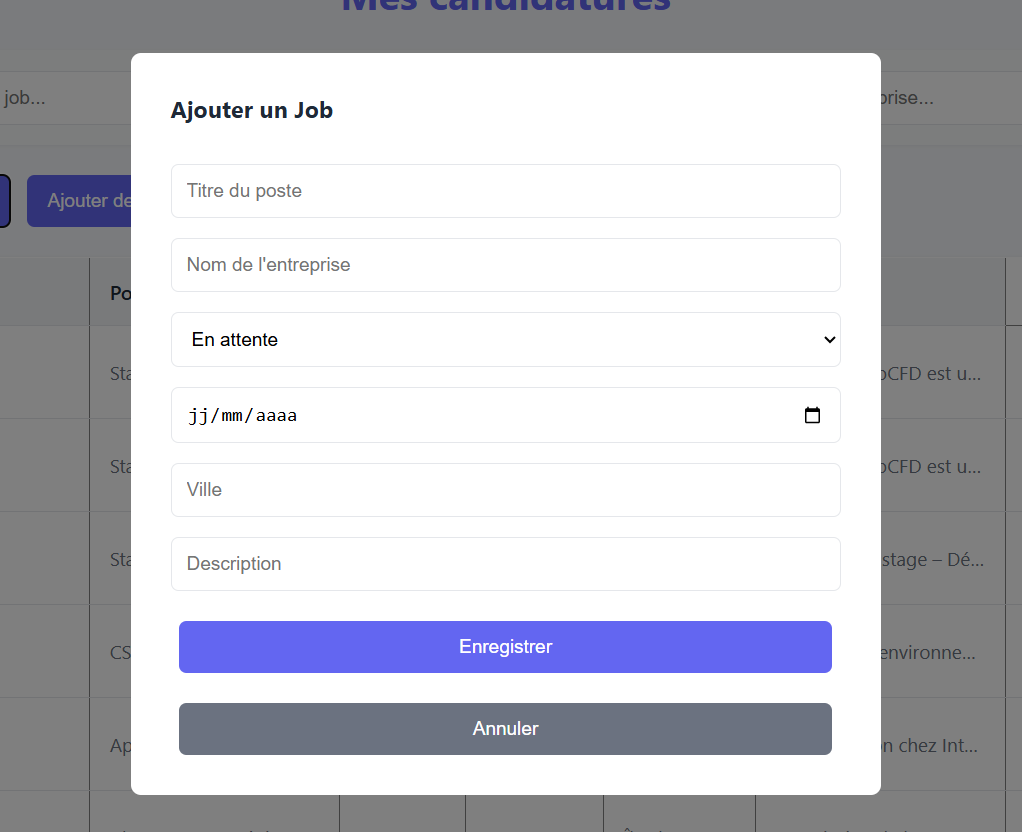 Mes candidatures
job...
prise...
Ajouter un Job
Titre du poste
Ajouter de
Nom de l'entreprise
Po
En attente
Sta
oCFD est u...
jj/mm/aaaa
Sta
oCFD est u...
Ville
Sta
Description
stage – Dé...
Enregistrer
CS
environne...
Annuler
Ap
n chez Int...